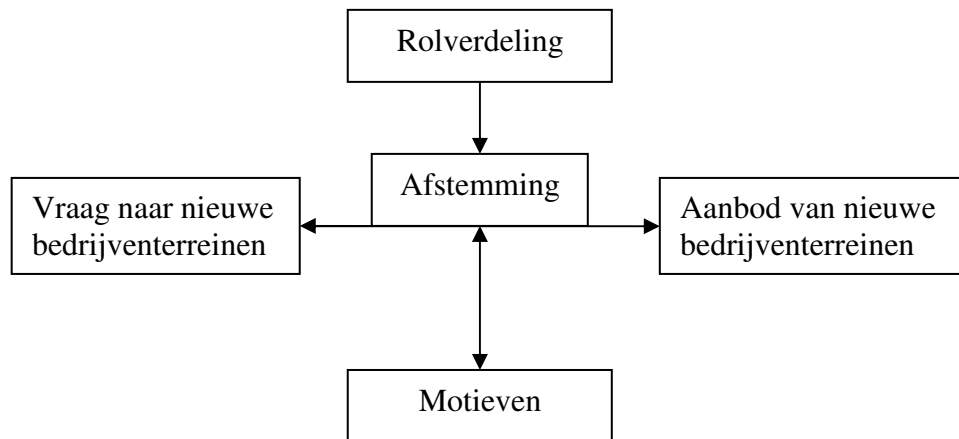 Rolverdeling
Afstemming
Vraag naar nieuwe
bedrijventerreinen
Aanbod van nieuwe
bedrijventerreinen
Motieven